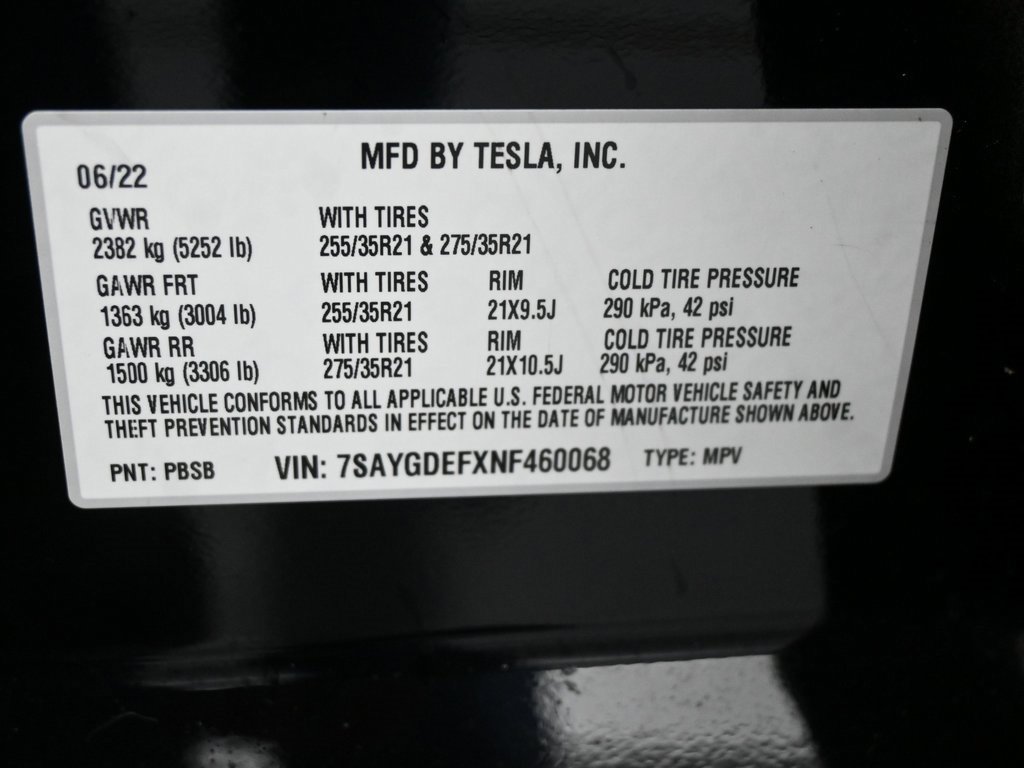 MFD BY TESLA, INC.
06/22
GVWR WITH TIRES
2382 kg (5252 lb) 255/35R21 & 275/35R21
GAWR FRT WITH TIRES RIM COLD TIRE PRESSURE
1363 kg (3004 lb) 255/35R21 21X9.5J 290 kPa, 42 psi
GAWR RR WITH TIRES RIM COLD TIRE PRESSURE
1500 kg (3306 lb) 275/35R21 21X10.5J 290 kPa, 42 psi
THIS VEHICLE CONFORMS TO ALL APPLICABLE U.S. FEDERAL MOTOR VEHICLE SAFETY AND
THEFT PREVENTION STANDARDS IN EFFECT ON THE DATE OF MANUFACTURE SHOWN ABOVE.
PNT: PBSB VIN: 7SAYGDEFXNF460068 TYPE: MPV